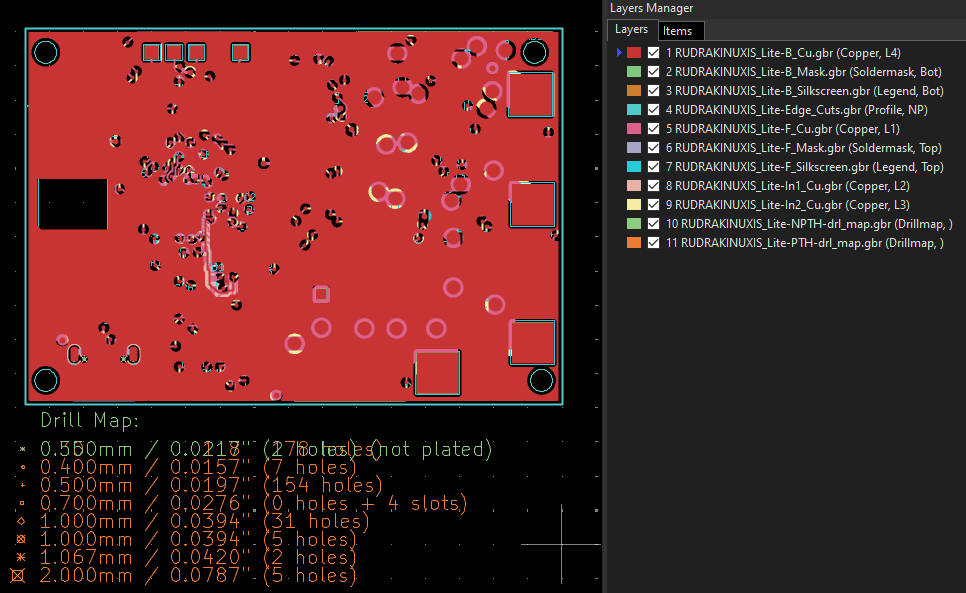 Layers Manager
Layers Items
1 RUDRAKINUXIS_Lite-B_Cu.gbr (Copper, L4)
2 RUDRAKINUXIS_Lite-B_Mask.gbr (Soldermask, Bot)
3 RUDRAKINUXIS_Lite-B_Silkscreen.gbr (Legend, Bot)
4 RUDRAKINUXIS_Lite-Edge_Cuts.gbr (Profile, NP)
5 RUDRAKINUXIS_Lite-F_Cu.gbr (Copper, L1)
6 RUDRAKINUXIS_Lite-F_Mask.gbr (Soldermask, Top)
7 RUDRAKINUXIS_Lite-F_Silkscreen.gbr (Legend, Top)
8 RUDRAKINUXIS_Lite-In1_Cu.gbr (Copper, L2)
9 RUDRAKINUXIS_Lite-In2_Cu.gbr (Copper, L3)
10 RUDRAKINUXIS_Lite-NPTH-drl_map.gbr (Drillmap, )
11 RUDRAKINUXIS_Lite-PTH-drl_map.gbr (Drillmap, )
Drill Map:
(not plated)
0.400mm / 0.0157" (7 holes)
0.500mm / 0.0197" (154 holes)
0.700mm / 0.0276" (0 holes + 4 slots)
1.000mm / 0.0394" (31 holes)
1.000mm / 0.0394" (5 holes)
1.067mm / 0.0420" (2 holes)
2.000mm / 0.0787" (5 holes)